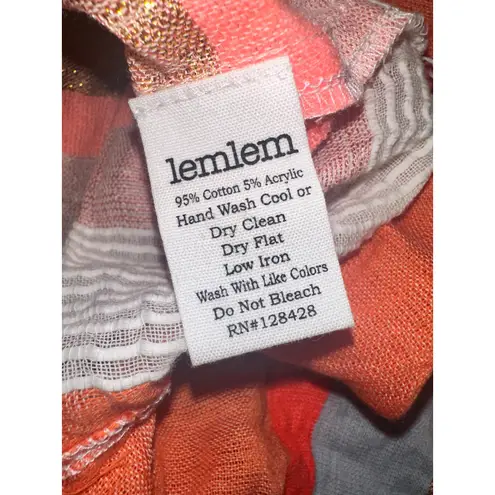 lemlem
95% Cotton 5% Acrylic
Hand Wash Cool or
Dry Clean
Dry Flat
Low Iron
Wash With Like Colors
Do Not Bleach
RN#128428